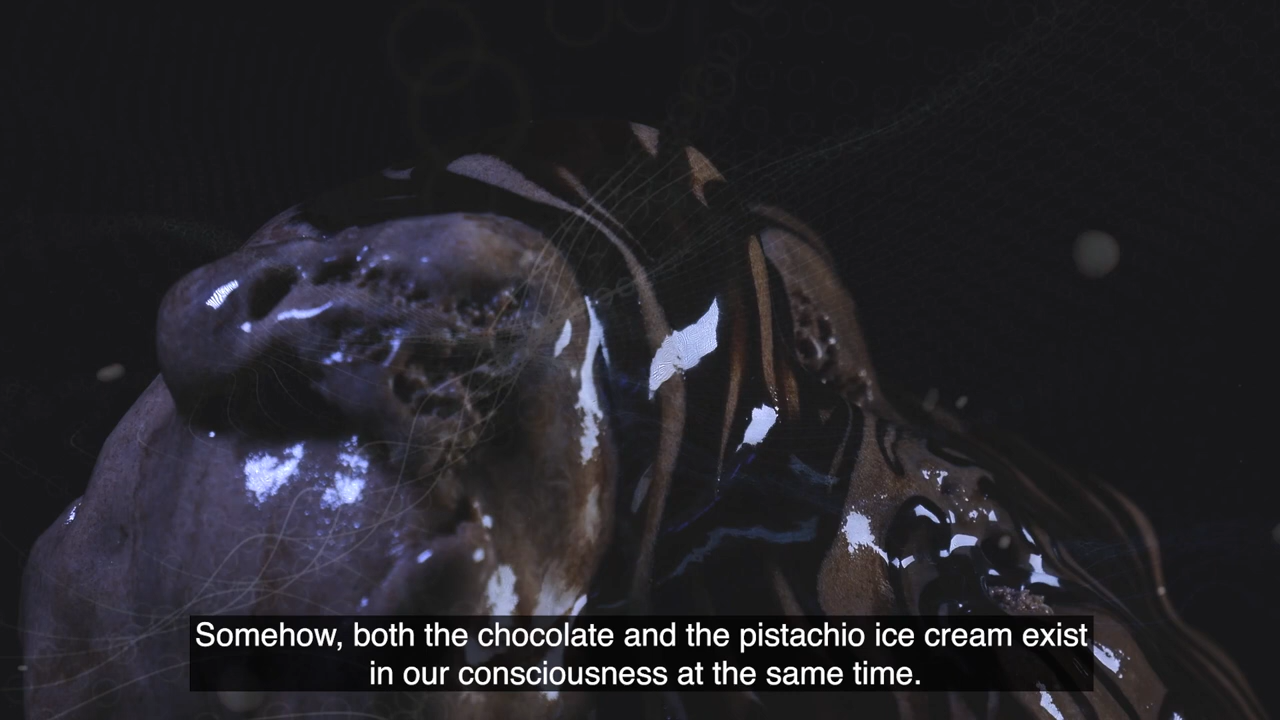 Somehow, both the chocolate and the pistachio ice cream exist
in our consciousness at the same time.